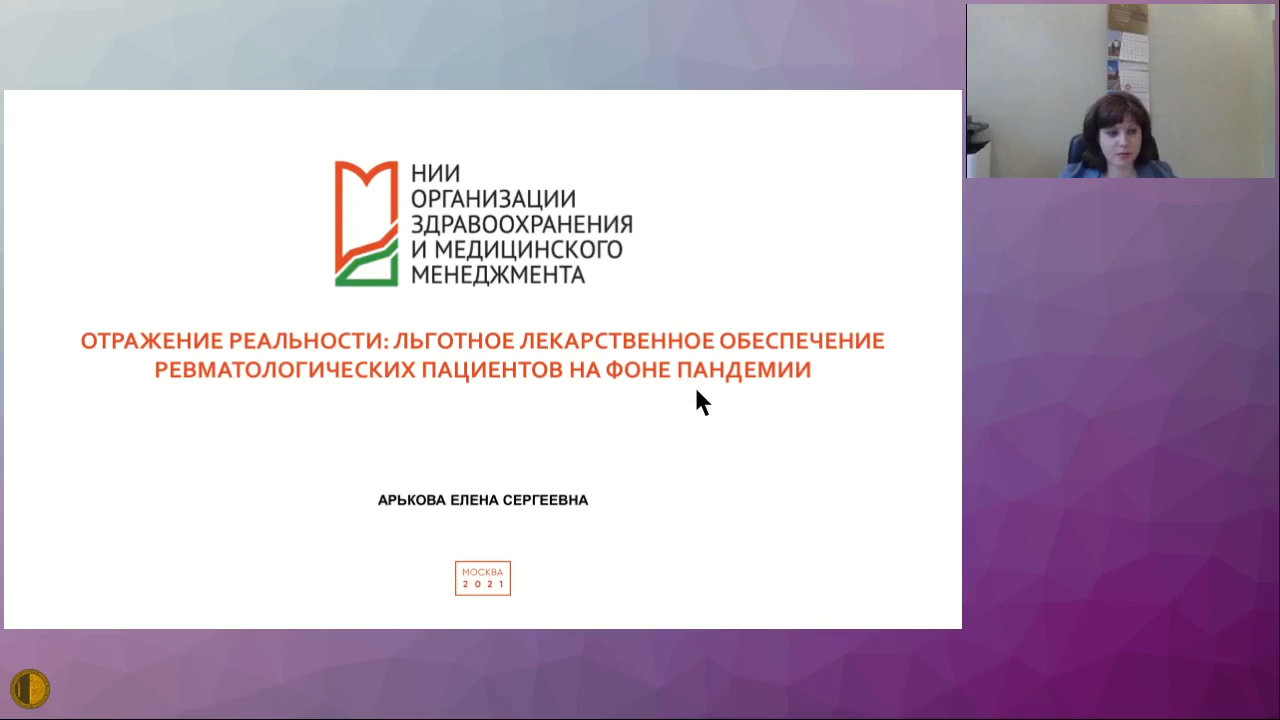 НИИ
ОРГАНИЗАЦИИ
ЗДРАВООХРАНЕНИЯ
И МЕДИЦИНСКОГО
МЕНЕДЖМЕНТА
ОТРАЖЕНИЕ РЕАЛЬНОСТИ: ЛЬГОТНОЕ ЛЕКАРСТВЕННОЕ ОБЕСПЕЧЕНИЕ
РЕВМАТОЛОГИЧЕСКИХ ПАЦИЕНТОВ НА ФОНЕ ПАНДЕМИИ
АРЬКОВА ЕЛЕНА СЕРГЕЕВНА
МОСКВА
2021